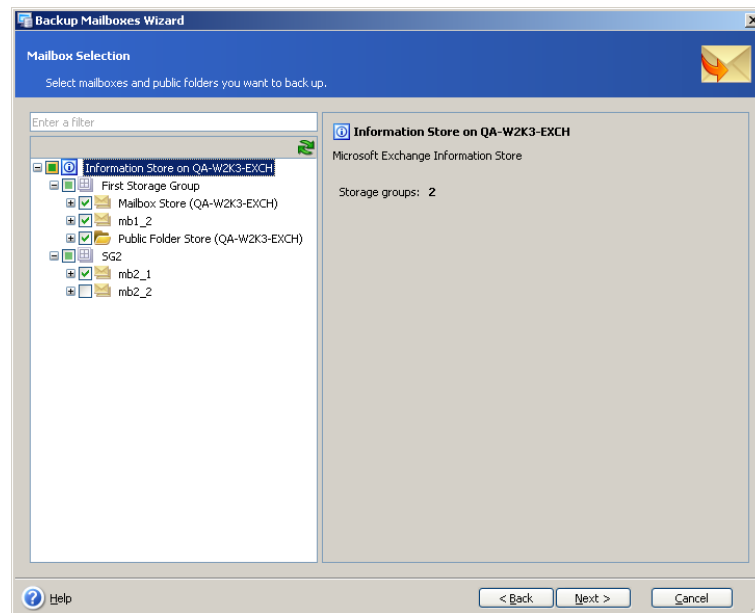 Backup Mailboxes Wizard
Mailbox Selection
Select mailboxes and public folders you want to back up.
Enter a filter
Information Store on QA-W2K3-EXCH
First Storage Group
Mailbox Store (QA-W2K3-EXCH)
mb1_2
Public Folder Store (QA-W2K3-EXCH)
SG2
mb2_1
mb2_2
Information Store on QA-W2K3-EXCH
Microsoft Exchange Information Store
Storage groups: 2
Help
< Back Next > Cancel